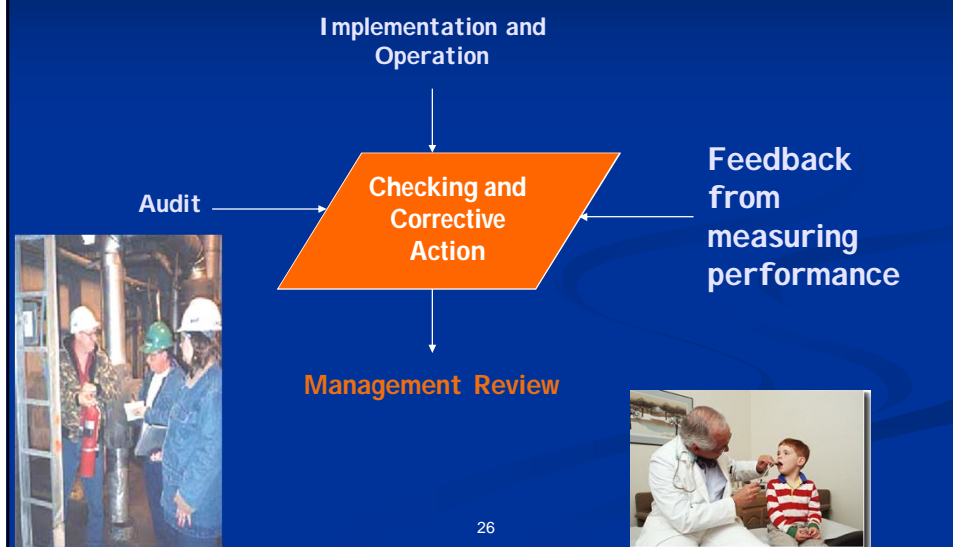 Implementation and
Operation
Audit
Checking and
Corrective
Action
Feedback
from
measuring
performance
Management Review
26